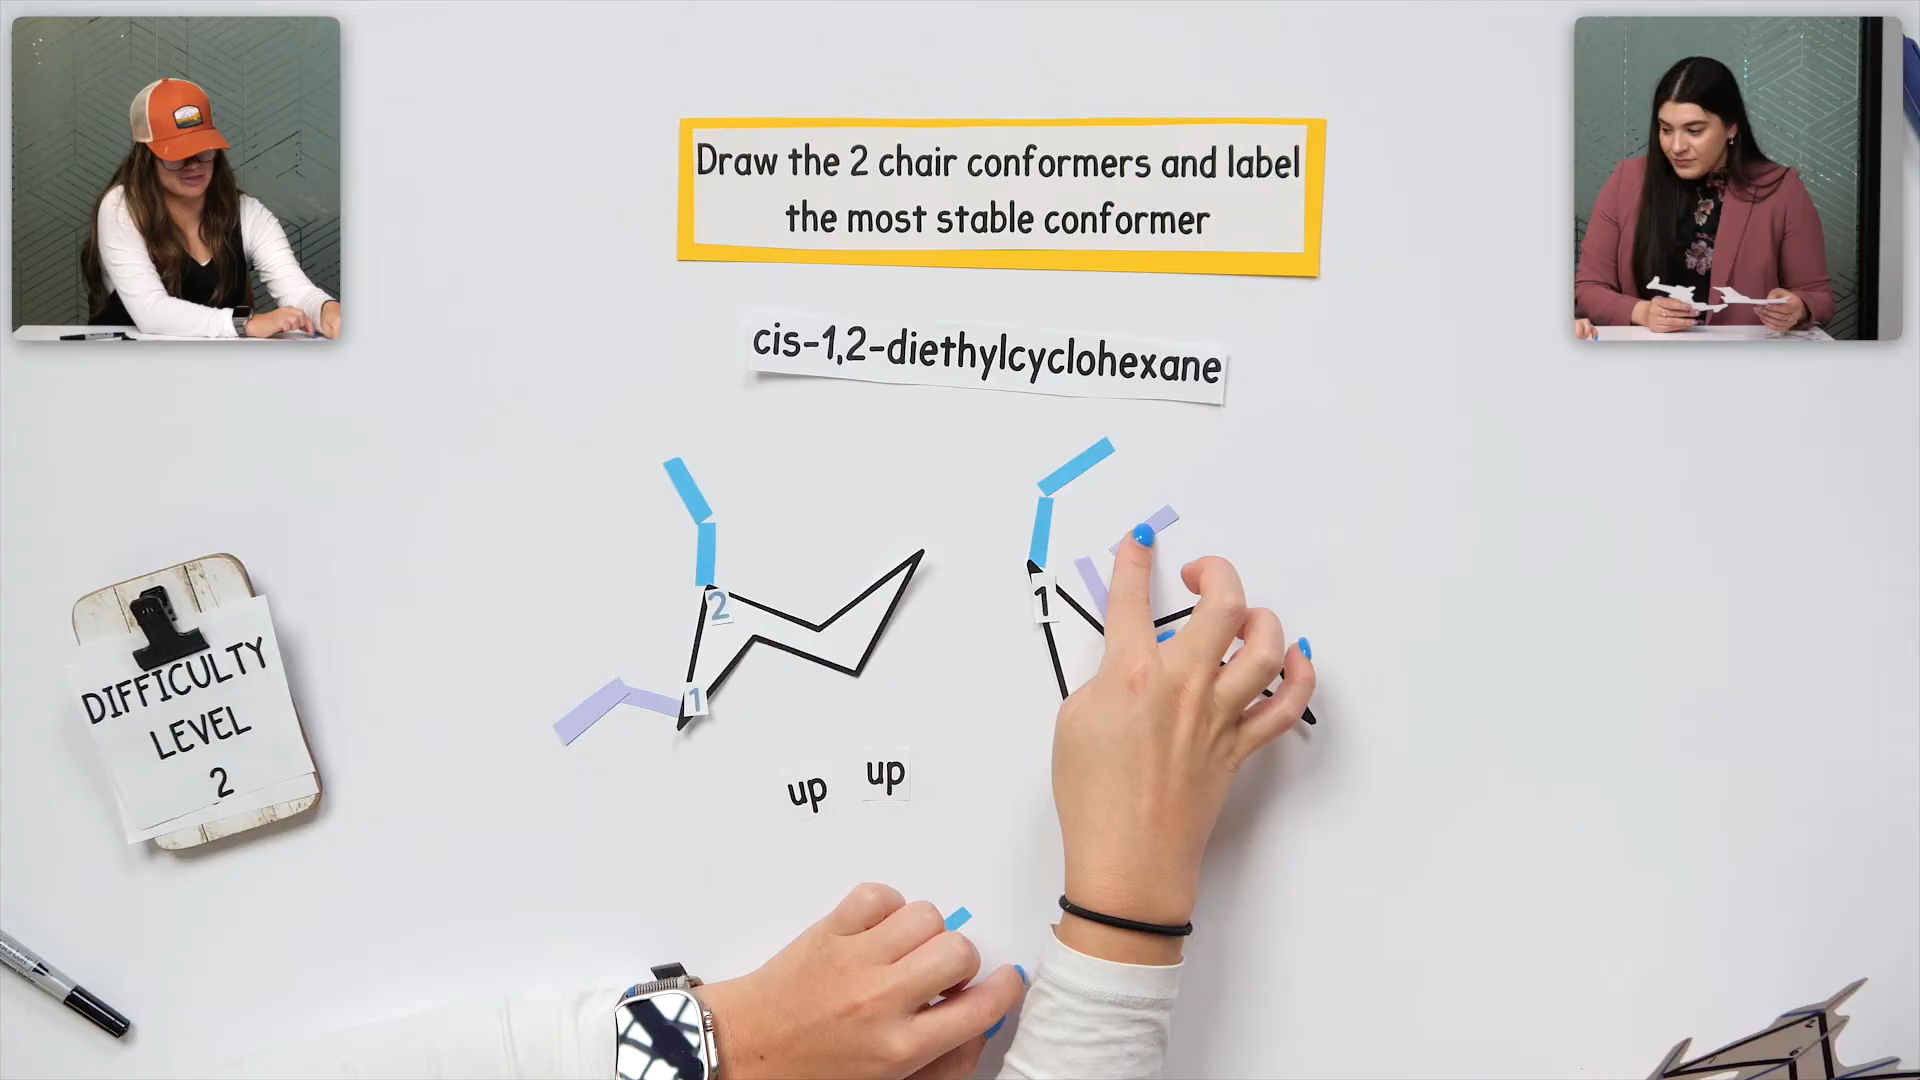 Draw the 2 chair conformers and label
the most stable conformer
cis-1,2-diethylcyclohexane
2
1
1
up up
DIFFICULTY
LEVEL
2